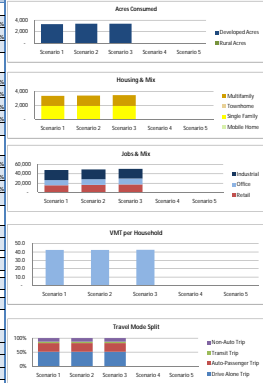 Acres Consumed
4,000
2,000
-
Scenario 1 Scenario 2 Scenario 3 Scenario 4 Scenario 5
Developed Acres
Rural Acres
Housing & Mix
4,000
2,000
-
Scenario 1 Scenario 2 Scenario 3 Scenario 4 Scenario 5
Multifamily
Townhome
Single Family
Mobile Home
Jobs & Mix
60,000
40,000
20,000
-
Scenario 1 Scenario 2 Scenario 3 Scenario 4 Scenario 5
Industrial
Office
Retail
VMT per Household
50.0
40.0
30.0
20.0
10.0
-
Scenario 1 Scenario 2 Scenario 3 Scenario 4 Scenario 5
Travel Mode Split
100%
50%
0%
Scenario 1 Scenario 2 Scenario 3 Scenario 4 Scenario 5
Non-Auto Trip
Transit Trip
Auto-Passenger Trip
Drive Alone Trip